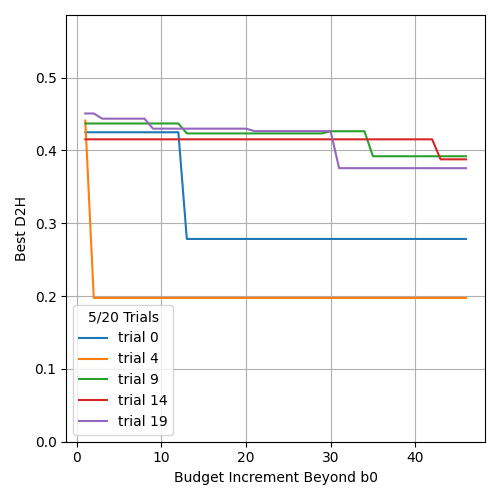 0.5
0.4
0.3
0.2
0.1
0.0
Best D2H
5/20 Trials
trial 0
trial 4
trial 9
trial 14
trial 19
0 10 20 30 40
Budget Increment Beyond b0